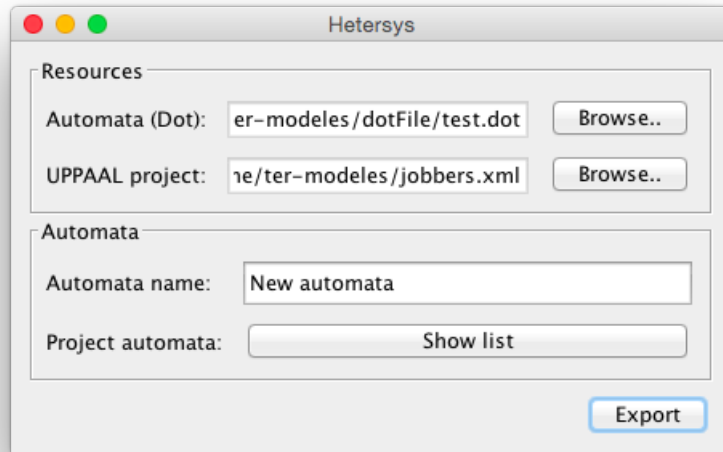 Hetersys
Resources
Automata (Dot): er-modeles/dotFile/test.dot Browse..
UPPAAL project: ne/ter-modeles/jobbers.xml Browse..
Automata
Automata name: New automata
Project automata: Show list
Export